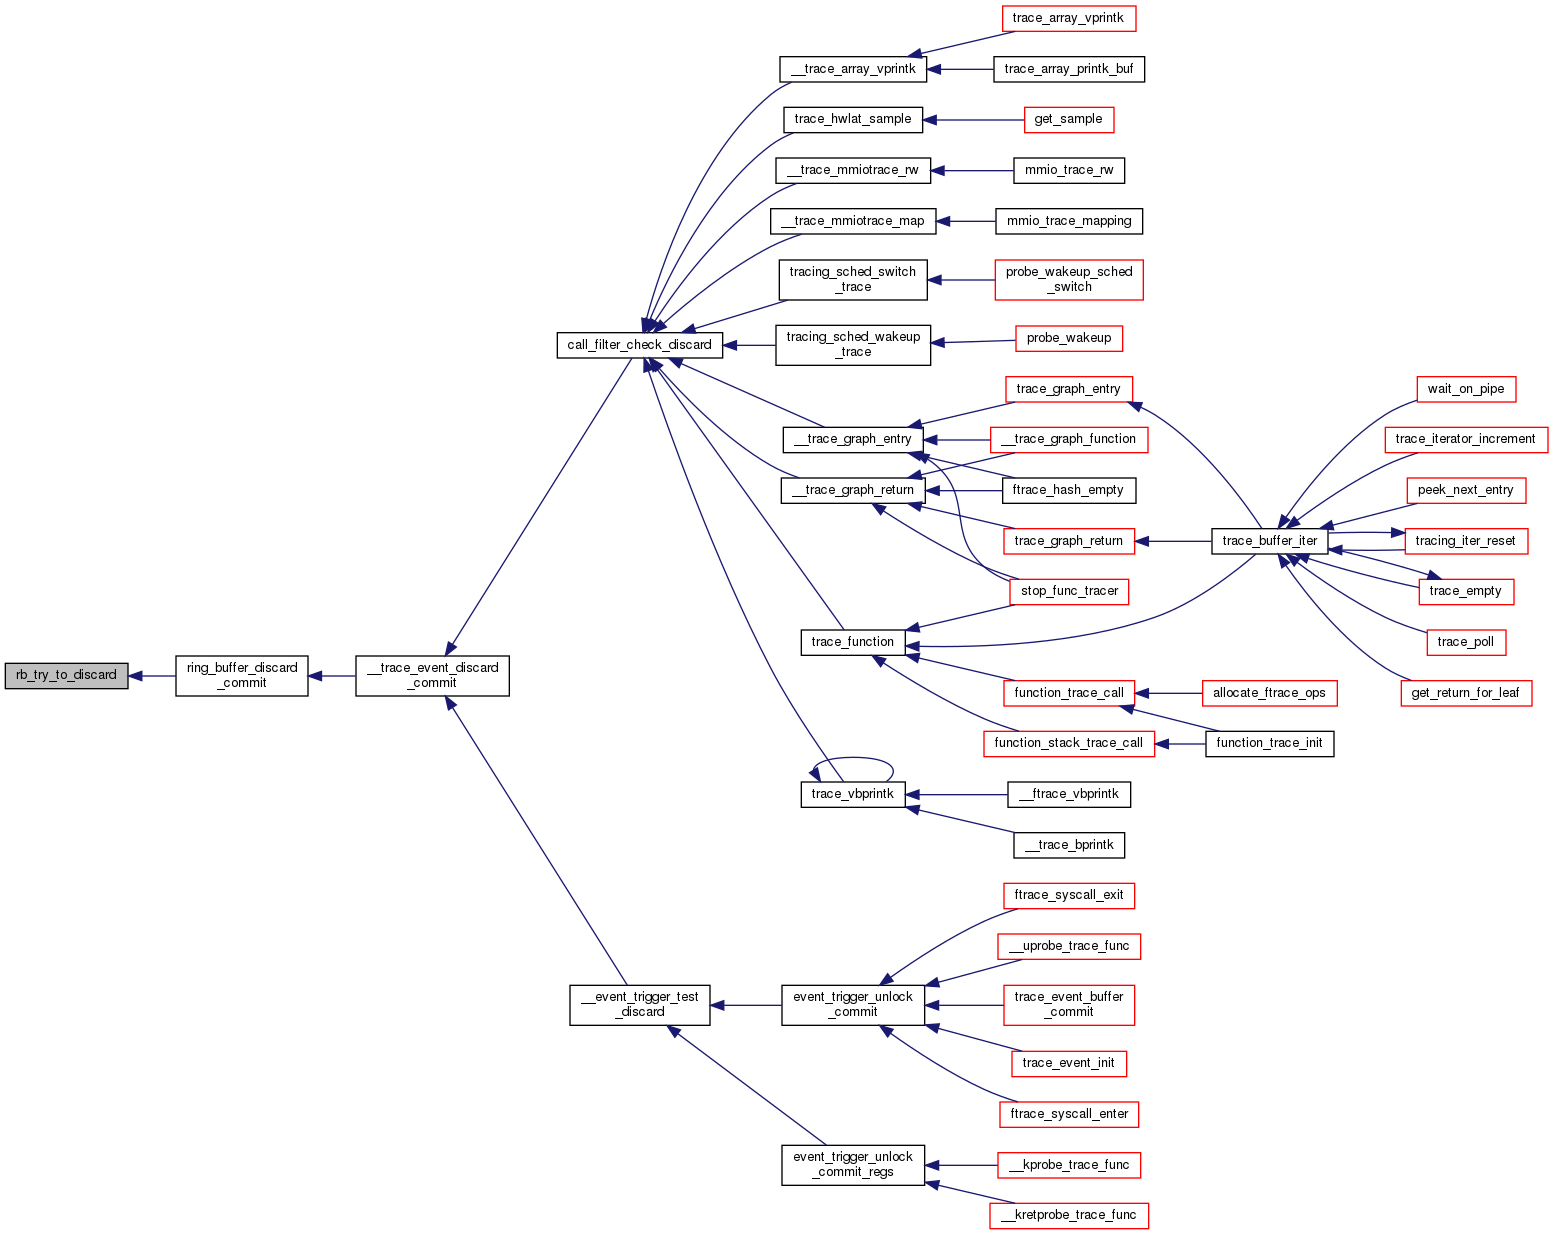 trace_array_vprintk
__trace_array_vprintk
trace_array_printk_buf
trace_hwlat_sample
get_sample
__trace_mmiotrace_rw
mmio_trace_rw
__trace_mmiotrace_map
mmio_trace_mapping
tracing_sched_switch
_trace
probe_wakeup_sched
_switch
call_filter_check_discard
tracing_sched_wakeup
_trace
probe_wakeup
trace_graph_entry
wait_on_pipe
__trace_graph_entry
__trace_graph_function
trace_iterator_increment
__trace_graph_return
ftrace_hash_empty
peek_next_entry
trace_graph_return
trace_buffer_iter
tracing_iter_reset
stop_func_tracer
trace_empty
trace_function
trace_poll
rb_try_to_discard
ring_buffer_discard
_commit
__trace_event_discard
_commit
function_trace_call
allocate_ftrace_ops
get_return_for_leaf
function_stack_trace_call
function_trace_init
trace_vbprintk
__ftrace_vbprintk
__trace_bprintk
ftrace_syscall_exit
__uprobe_trace_func
__event_trigger_test
_discard
event_trigger_unlock
_commit
trace_event_buffer
_commit
trace_event_init
ftrace_syscall_enter
event_trigger_unlock
_commit_regs
__kprobe_trace_func
__kretprobe_trace_func